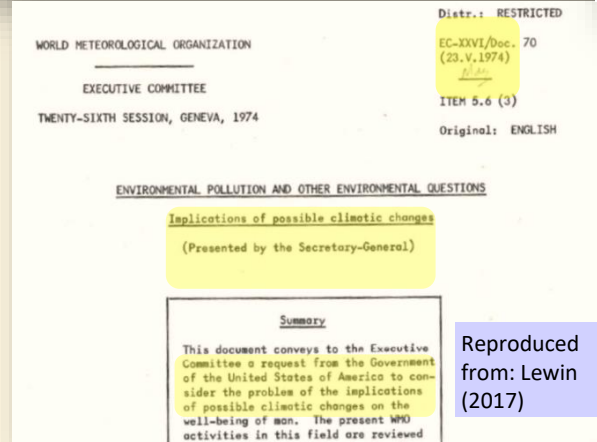 Distr.: RESTRICTED
WORLD METEOROLOGICAL ORGANIZATION
EC-XXVI/Doc. 70
(23.V.1974)
EXECUTIVE COMMITTEE
ITEM 5.6 (3)
TWENTY-SIXTH SESSION, GENEVA, 1974
Original: ENGLISH
ENVIRONMENTAL POLLUTION AND OTHER ENVIRONMENTAL QUESTIONS
Implications of possible climatic changes
(Presented by the Secretary-General)
Summary
This document conveys to the Executive
Committee a request from the Government
of the United States of America to con-
sider the problem of the implications
of possible climatic changes on the
well-being of man. The present WMO
activities in this field are reviewed
Reproduced
from: Lewin
(2017)